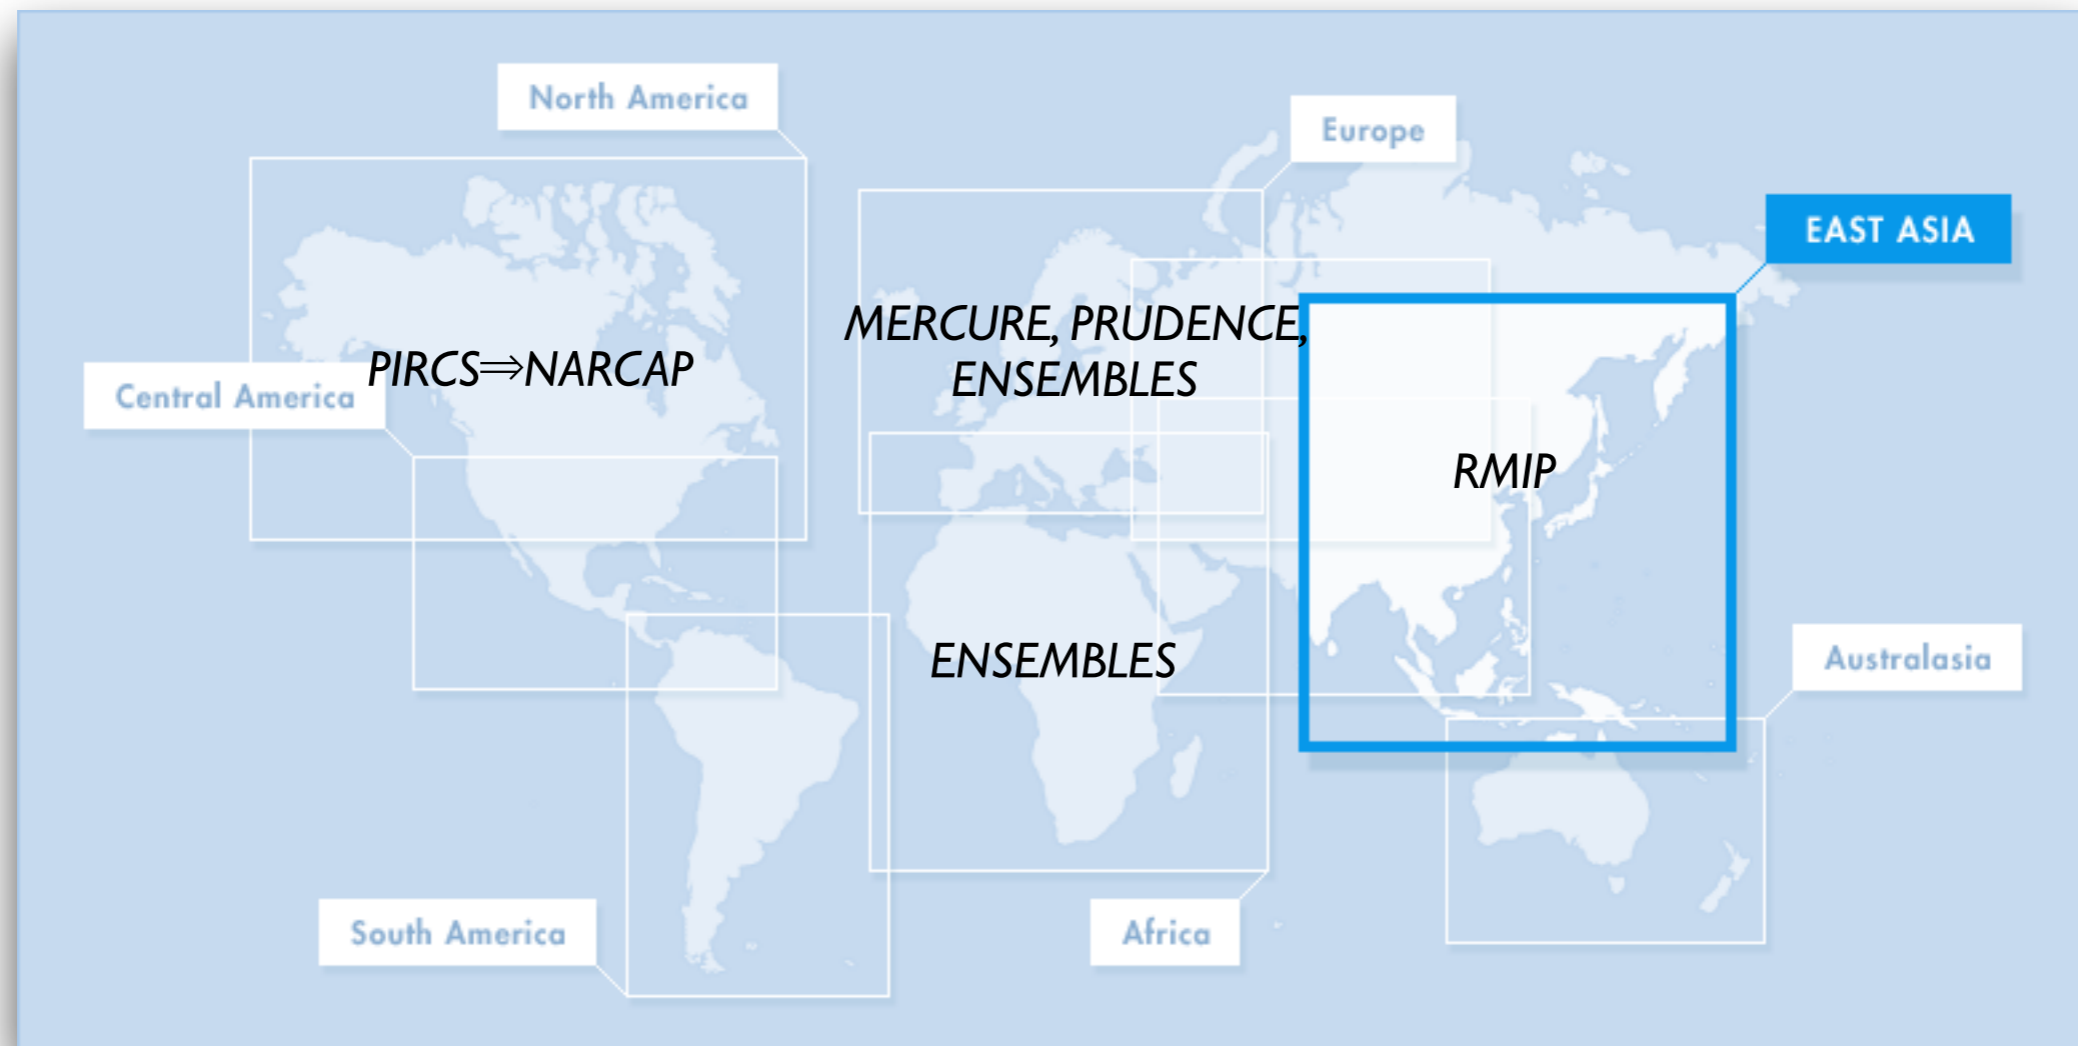 North America
Europe
EAST ASIA
MERCURE, PRUDENCE,
ENSEMBLES
PIRCS⇒NARCAP
Central America
RMIP
ENSEMBLES
Australasia
South America
Africa